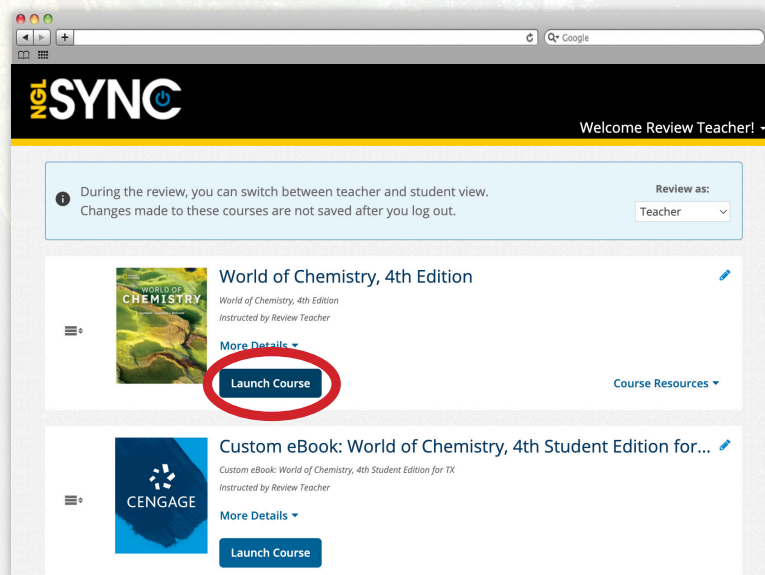 Google
NGL SYNC
Welcome Review Teacher!
During the review, you can switch between teacher and student view.
Changes made to these courses are not saved after you log out.
Review as:
Teacher
WORLD OF
CHEMISTRY
World of Chemistry, 4th Edition
World of Chemistry, 4th Edition
Instructed by Review Teacher
More Details
Launch Course
Course Resources
CENGAGE
Custom eBook: World of Chemistry, 4th Student Edition for...
Custom eBook: World of Chemistry, 4th Student Edition for TX
Instructed by Review Teacher
More Details
Launch Course